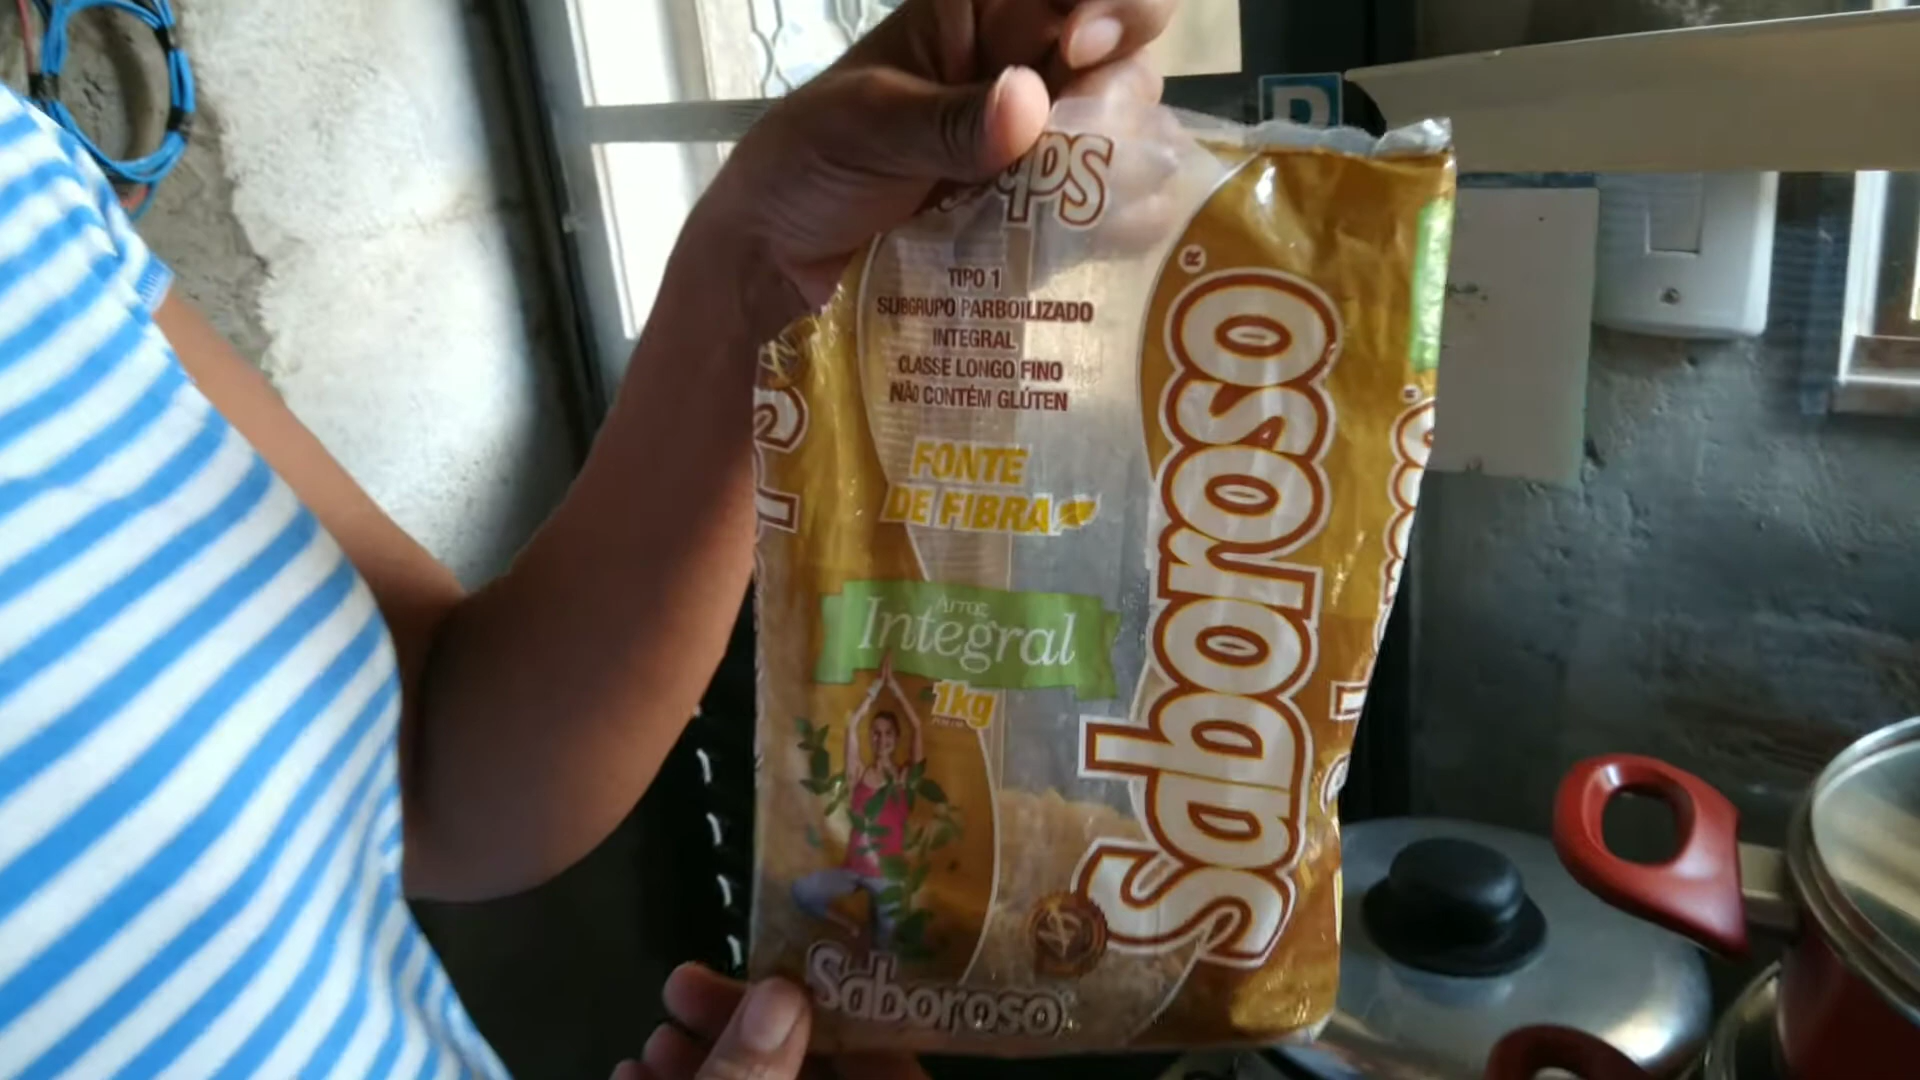 TIPO 1
SUBGRUPO PARBOILIZADO
INTEGRAL
CLASSE LONGO FINO
NÃO CONTÉM GLÚTEN
FONTE
DE FIBRA
Arroz
Integral
1kg
Saboroso®
Saboroso